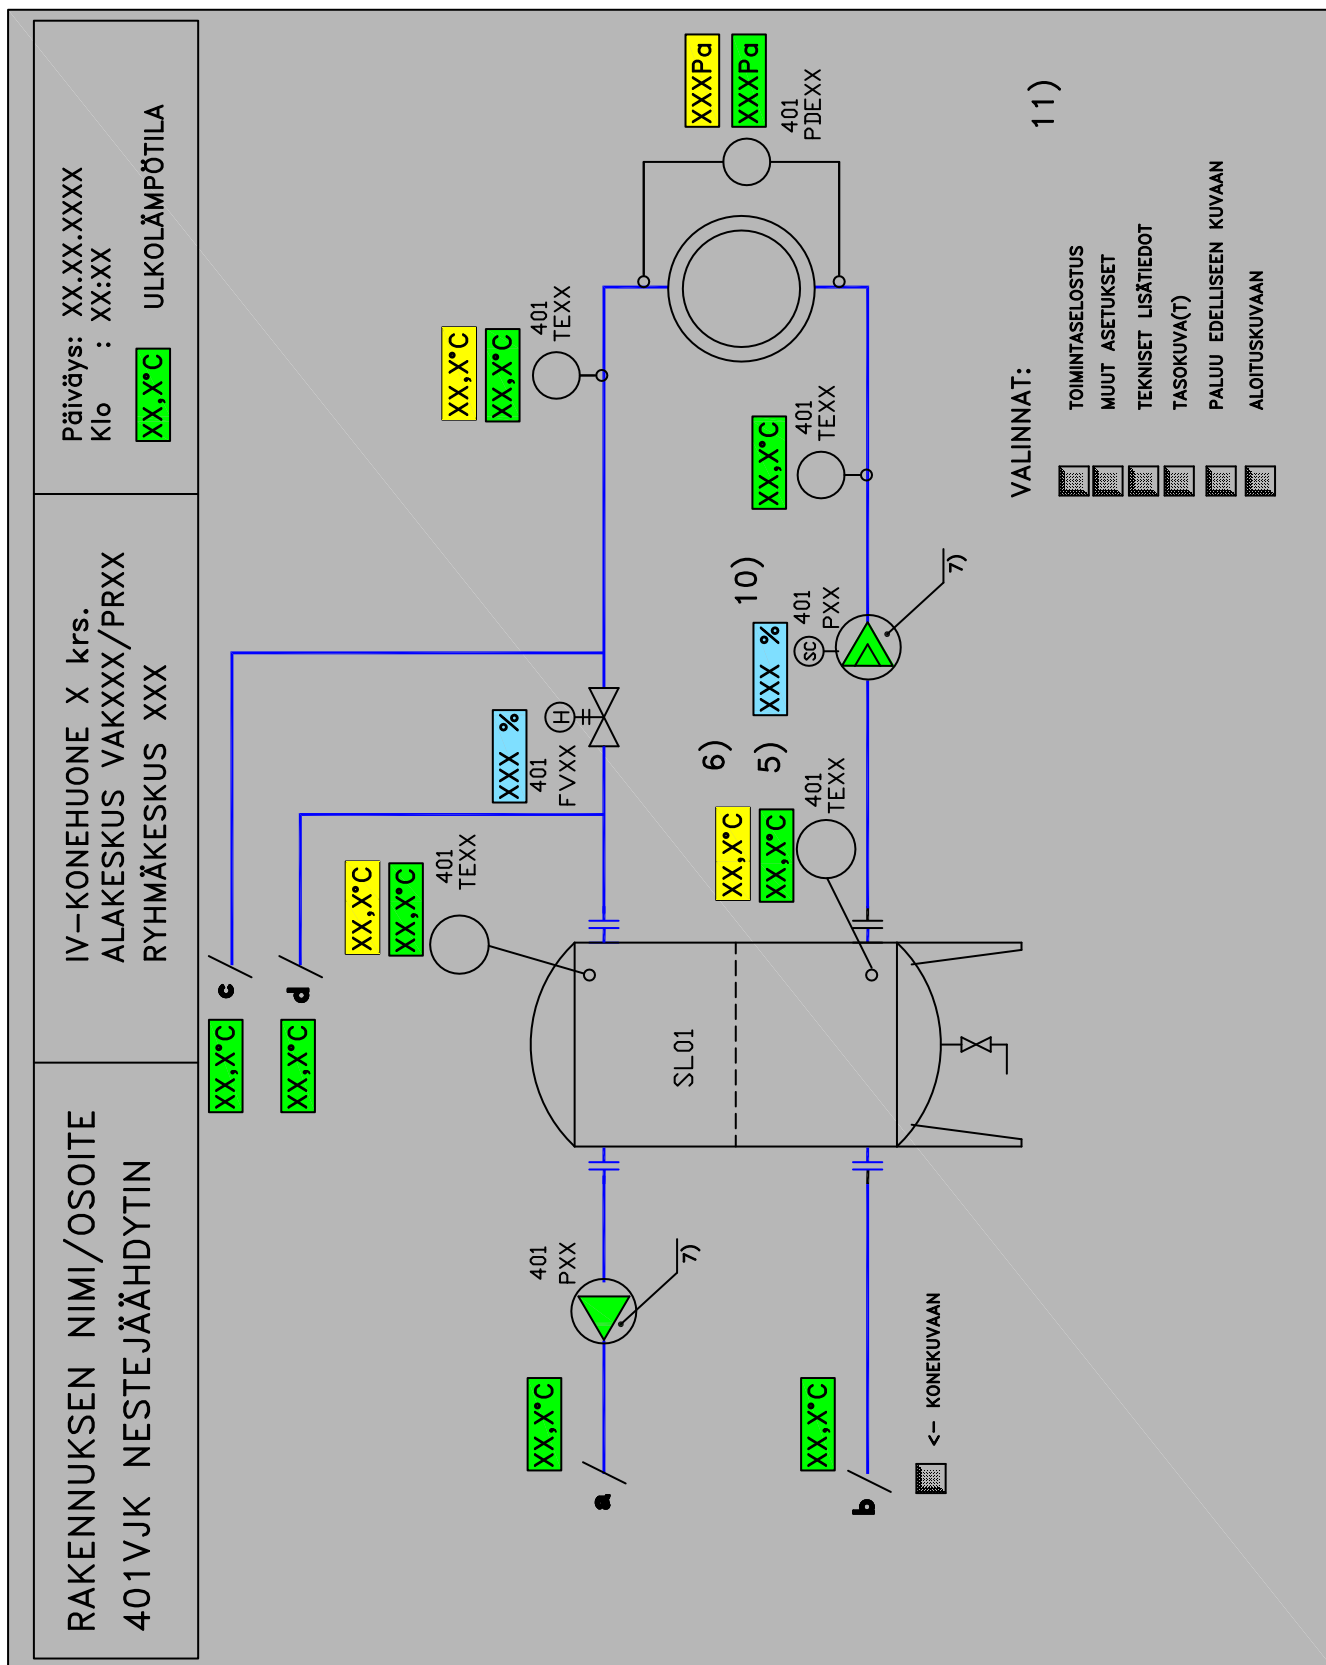 RAKENNUKSEN NIMI/OSOITE
401VJK NESTEJÄÄHDYTIN
IV-KONEHUONE X krs.
ALAKESKUS VAKXXX/PRXX
RYHMÄKESKUS XXX
Päiväys: XX.XX.XXXX
Klo : XX:XX
XX,X°C ULKOLÄMPÖTILA
c
XX,X°C
d
XX,X°C
XX,X°C
XX,X°C
401
TEXX
XXX %
401
FVXX
H
XX,X°C
XX,X°C
401
TEXX
XXXPa
XXXPa
401
PDEXX
a
XX,X°C
401
PXX
7)
SL01
6)
5)
XX,X°C
XX,X°C
401
TEXX
10)
XXX %
SC
401
PXX
7)
XX,X°C
401
TEXX
b
XX,X°C
<- KONEKUVAAN
11)
VALINNAT:
TOIMINTASELOSTUS
MUUT ASETUKSET
TEKNISET LISÄTIEDOT
TASOKUVA(T)
PALUU EDELLISEEN KUVAAN
ALOITUSKUVAAN